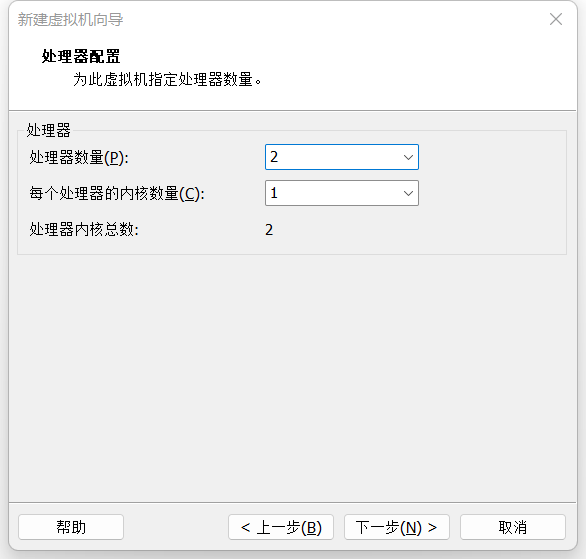 新建虚拟机向导
处理器配置
为此虚拟机指定处理器数量。
处理器
处理器数量(P): 2
每个处理器的内核数量(C): 1
处理器内核总数: 2
帮助 < 上一步(B) 下一步(N) > 取消